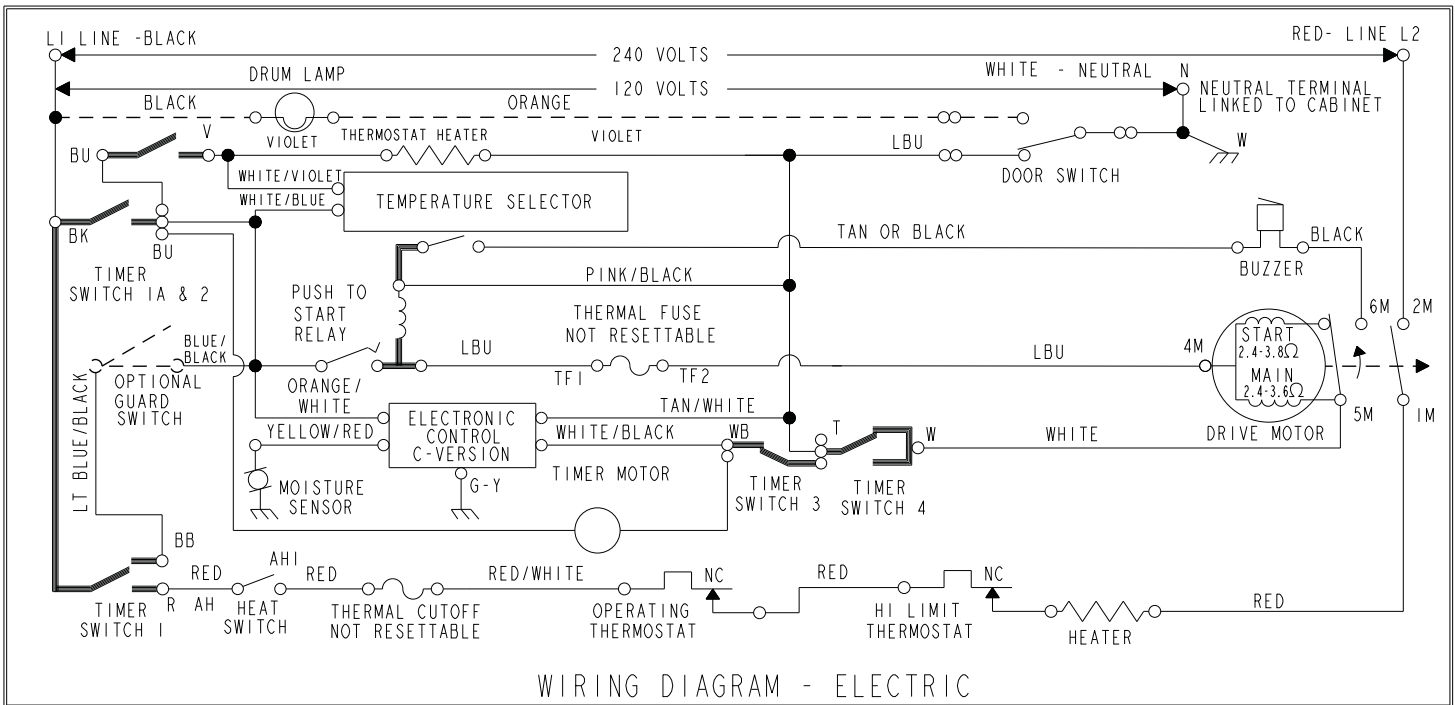 LI LINE -BLACK
RED- LINE L2
240 VOLTS
DRUM LAMP
WHITE - NEUTRAL
N
120 VOLTS
NEUTRAL TERMINAL
LINKED TO CABINET
BLACK
ORANGE
V
VIOLET
THERMOSTAT HEATER
VIOLET
LBU
W
BU
DOOR SWITCH
WHITE/VIOLET
WHITE/BLUE
TEMPERATURE SELECTOR
BK
BU
TAN OR BLACK
BLACK
BUZZER
TIMER
SWITCH IA & 2
PINK/BLACK
PUSH TO
START
RELAY
THERMAL FUSE
NOT RESETTABLE
6M
2M
BLUE/
BLACK
LBU
TF1
TF2
LBU
4M
START
2.4-3.8Ω
MAIN
2.4-3.6Ω
OPTIONAL
GUARD
SWITCH
ORANGE/
WHITE
5M
IM
DRIVE MOTOR
LT BLUE/BLACK
YELLOW/RED
ELECTRONIC
CONTROL
C-VERSION
TAN/WHITE
WHITE/BLACK
WB
T
W
WHITE
MOISTURE
SENSOR
G-Y
TIMER MOTOR
TIMER
SWITCH 3
TIMER
SWITCH 4
BB
AHI
RED
RED
RED/WHITE
NC
RED
NC
RED
R
AH
TIMER
SWITCH I
HEAT
SWITCH
THERMAL CUTOFF
NOT RESETTABLE
OPERATING
THERMOSTAT
HI LIMIT
THERMOSTAT
HEATER
WIRING DIAGRAM - ELECTRIC